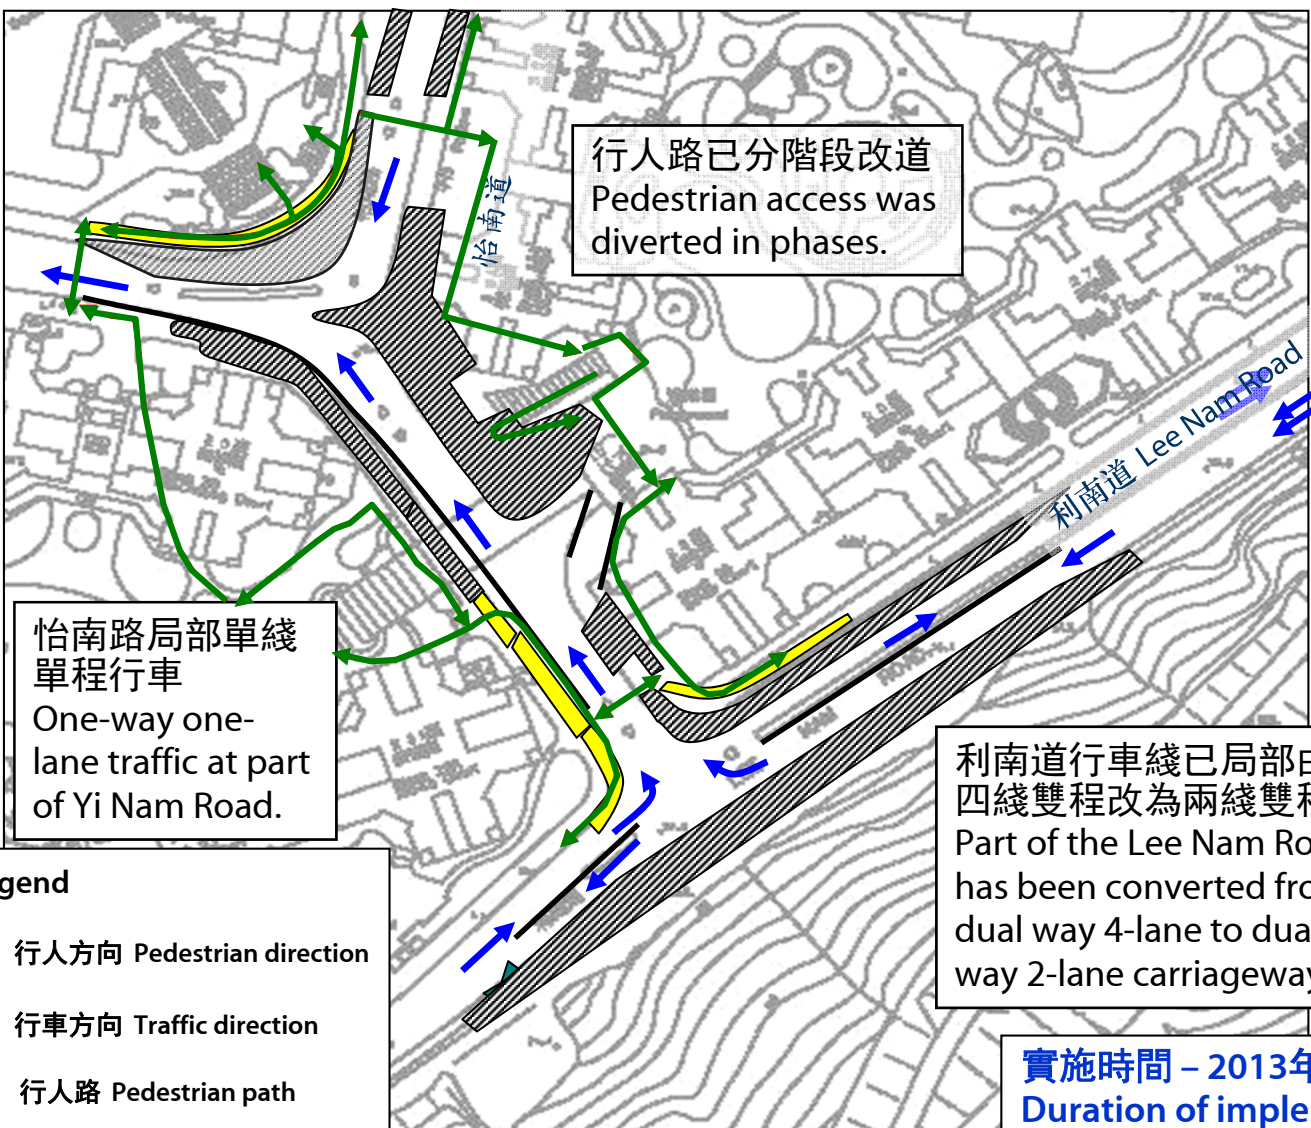 行人路已分階段改道
Pedestrian access was
diverted in phases.
怡南道
利南道 Lee Nam Road
怡南路局部單綫
單程行車
One-way one-
lane traffic at part
of Yi Nam Road.
利南道行車綫已局部由
四綫雙程改為兩綫雙程
Part of the Lee Nam Ro
has been converted fro
dual way 4-lane to dua
way 2-lane carriageway
gend
行人方向 Pedestrian direction
行車方向 Traffic direction
行人路 Pedestrian path
實施時間 – 2013年
Duration of imple